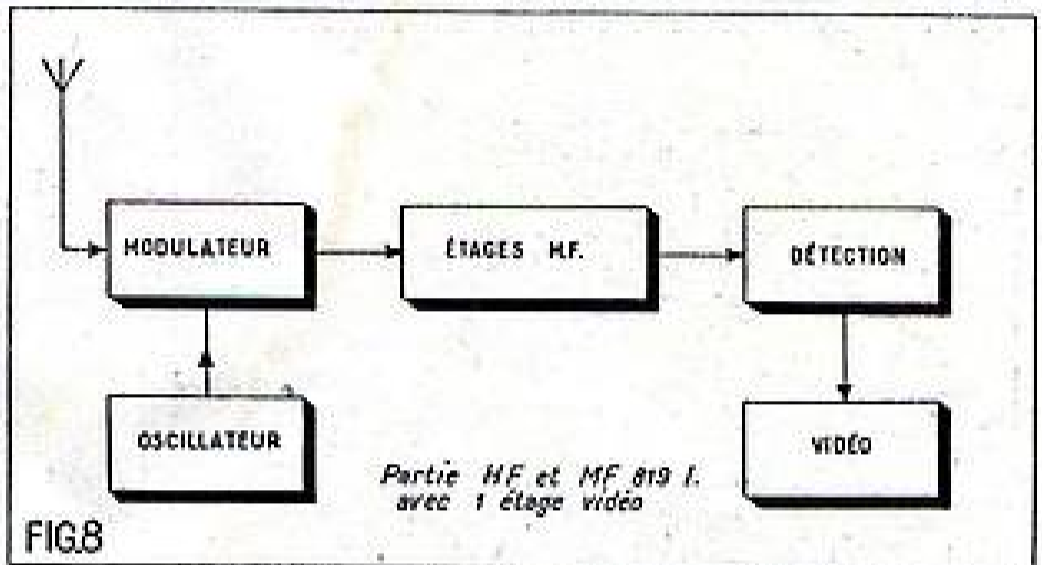 MODULATEUR
ÉTAGES H.F.
DÉTECTION
OSCILLATEUR
VIDÉO
Partie HF et MF 819 l.
avec 1 étage vidéo
FIG.8